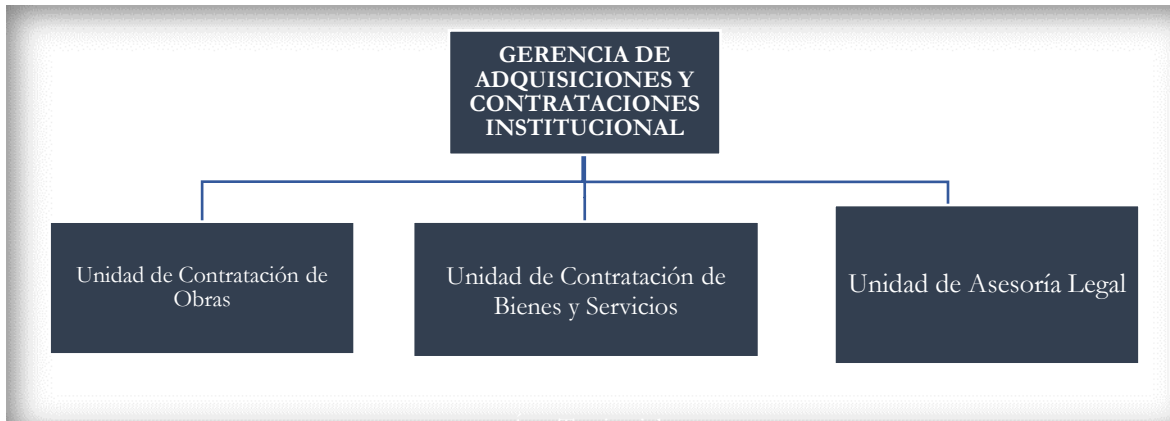 GERENCIA DE
ADQUISICIONES Y
CONTRATACIONES
INSTITUCIONAL
Unidad de Contratación de
Obras
Unidad de Contratación de
Bienes y Servicios
Unidad de Asesoría Legal